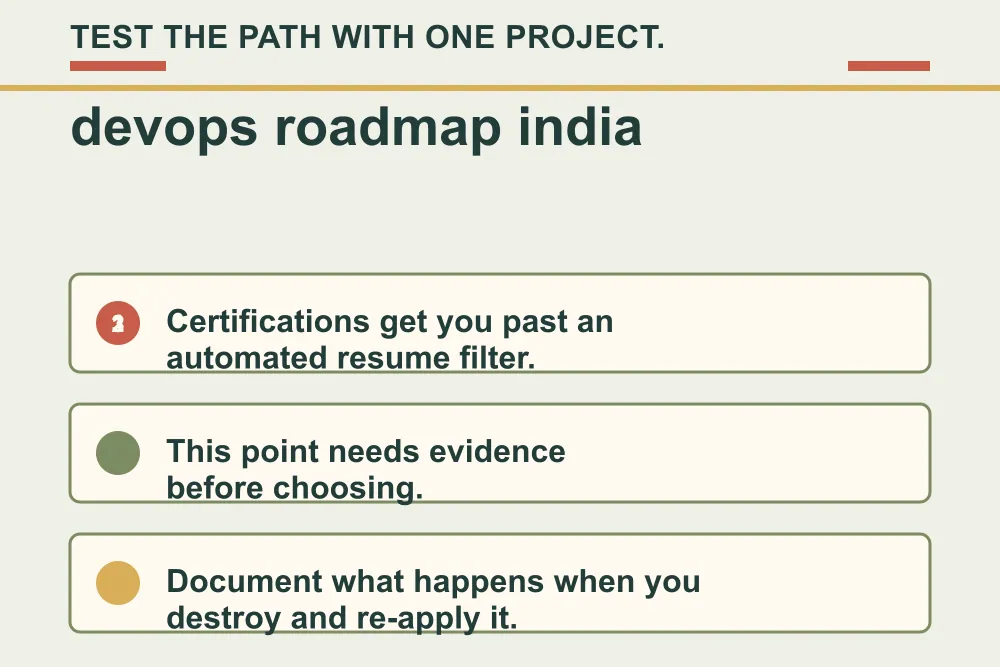 TEST THE PATH WITH ONE PROJECT.
devops roadmap india
Certifications get you past an
automated resume filter.
This point needs evidence
before choosing.
Document what happens when you
destroy and re-apply it.